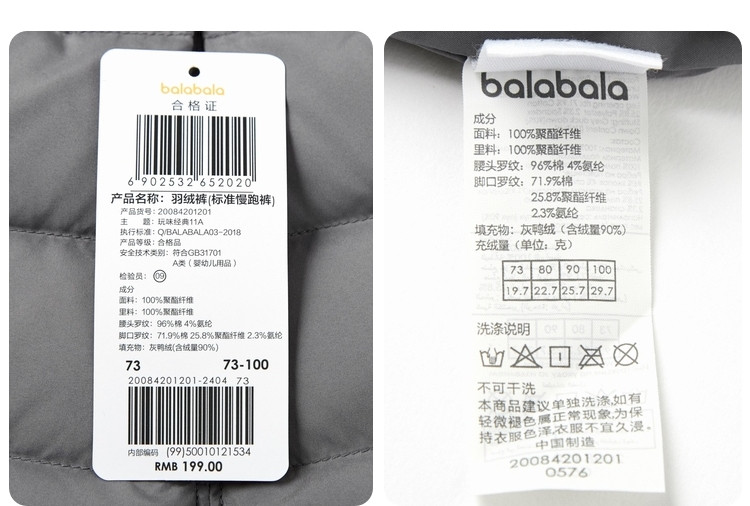 balabala
合格证
6 902532 652020
产品名称：羽绒裤(标准慢跑裤)
产品货号：20084201201
主　题：玩味经典11A
执行标准：Q/BALABALA03-2018
产品等级：合格品
安全技术类别：符合GB31701
A类（婴幼儿用品）
检验员：09
成分
面料：100%聚酯纤维
里料：100%聚酯纤维
腰头罗纹：96%棉 4%氨纶
脚口罗纹：71.9%棉 25.8%聚酯纤维 2.3%氨纶
填充物：灰鸭绒(含绒量90%)
73 73-100
20084201201-2404 73
内部编码 (99)50010121534
RMB 199.00
balabala
成分
面料：100%聚酯纤维
里料：100%聚酯纤维
腰头罗纹：96%棉 4%氨纶
脚口罗纹：71.9%棉
25.8%聚酯纤维
2.3%氨纶
填充物：灰鸭绒（含绒量90%）
充绒量（单位：克）
73 80 90 100
19.7 22.7 25.7 29.7
洗涤说明
不可干洗
本商品建议单独洗涤,如有
轻微褪色属正常现象,为保
持衣服色泽,衣服不宜久浸。
中国制造
20084201201
0576